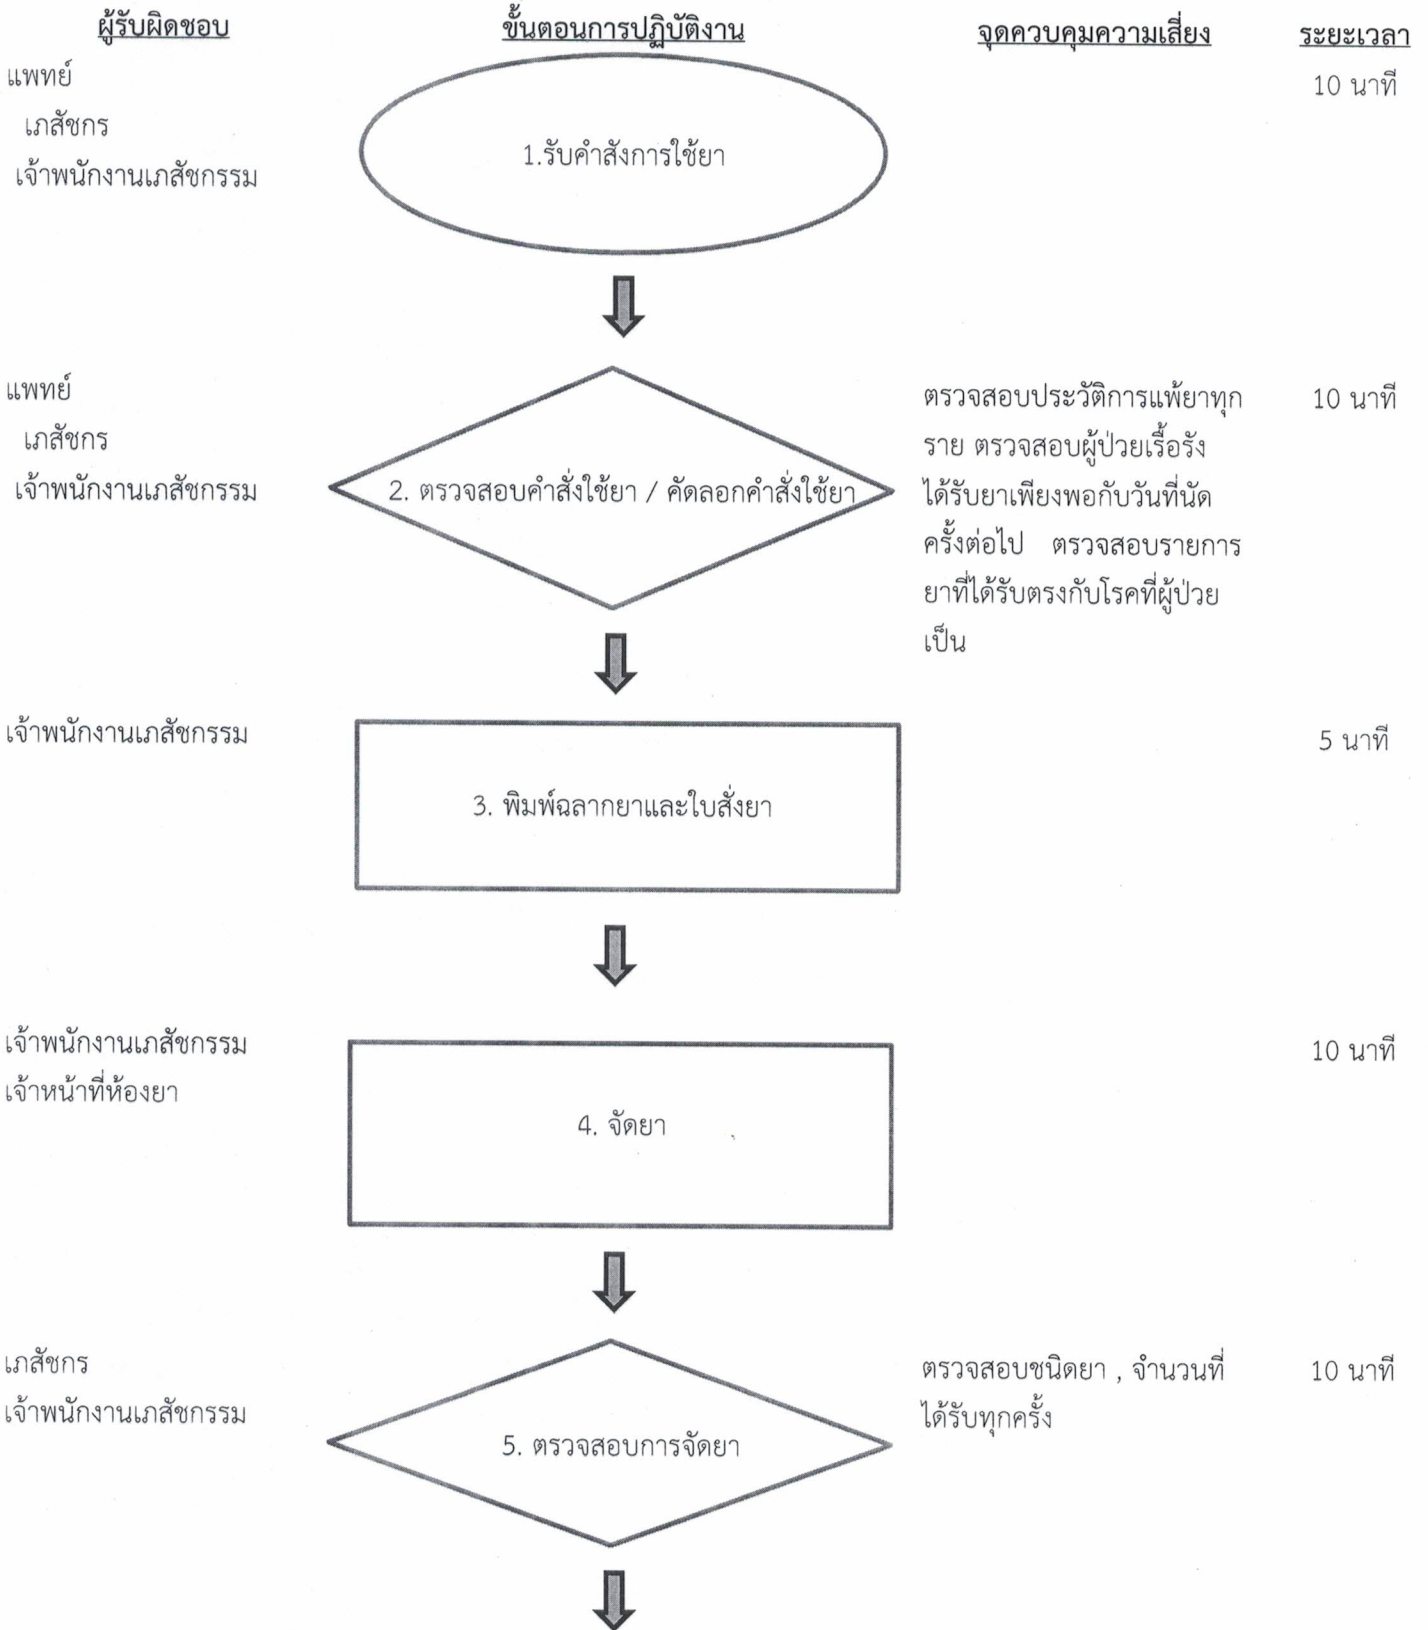 ผู้รับผิดชอบ ขั้นตอนการปฏิบัติงาน จุดควบคุมความเสี่ยง ระยะเวลา
แพทย์ 10 นาที
เภสัชกร
1.รับคำสังการใช้ยา
เจ้าพนักงานเภสัชกรรม
แพทย์ ตรวจสอบประวัติการแพ้ยาทุก 10 นาที
เภสัชกร ราย ตรวจสอบผู้ป่วยเรื้อรัง
เจ้าพนักงานเภสัชกรรม 2. ตรวจสอบคำสั่งใช้ยา / คัดลอกคำสั่งใช้ยา ได้รับยาเพียงพอกับวันที่นัด
ครั้งต่อไป ตรวจสอบรายการ
ยาที่ได้รับตรงกับโรคที่ผู้ป่วย
เป็น
เจ้าพนักงานเภสัชกรรม 5 นาที
3. พิมพ์ฉลากยาและใบสั่งยา
เจ้าพนักงานเภสัชกรรม 10 นาที
เจ้าหน้าที่ห้องยา
4. จัดยา
เภสัชกร ตรวจสอบชนิดยา , จำนวนที่ 10 นาที
เจ้าพนักงานเภสัชกรรม ได้รับทุกครั้ง
5. ตรวจสอบการจัดยา